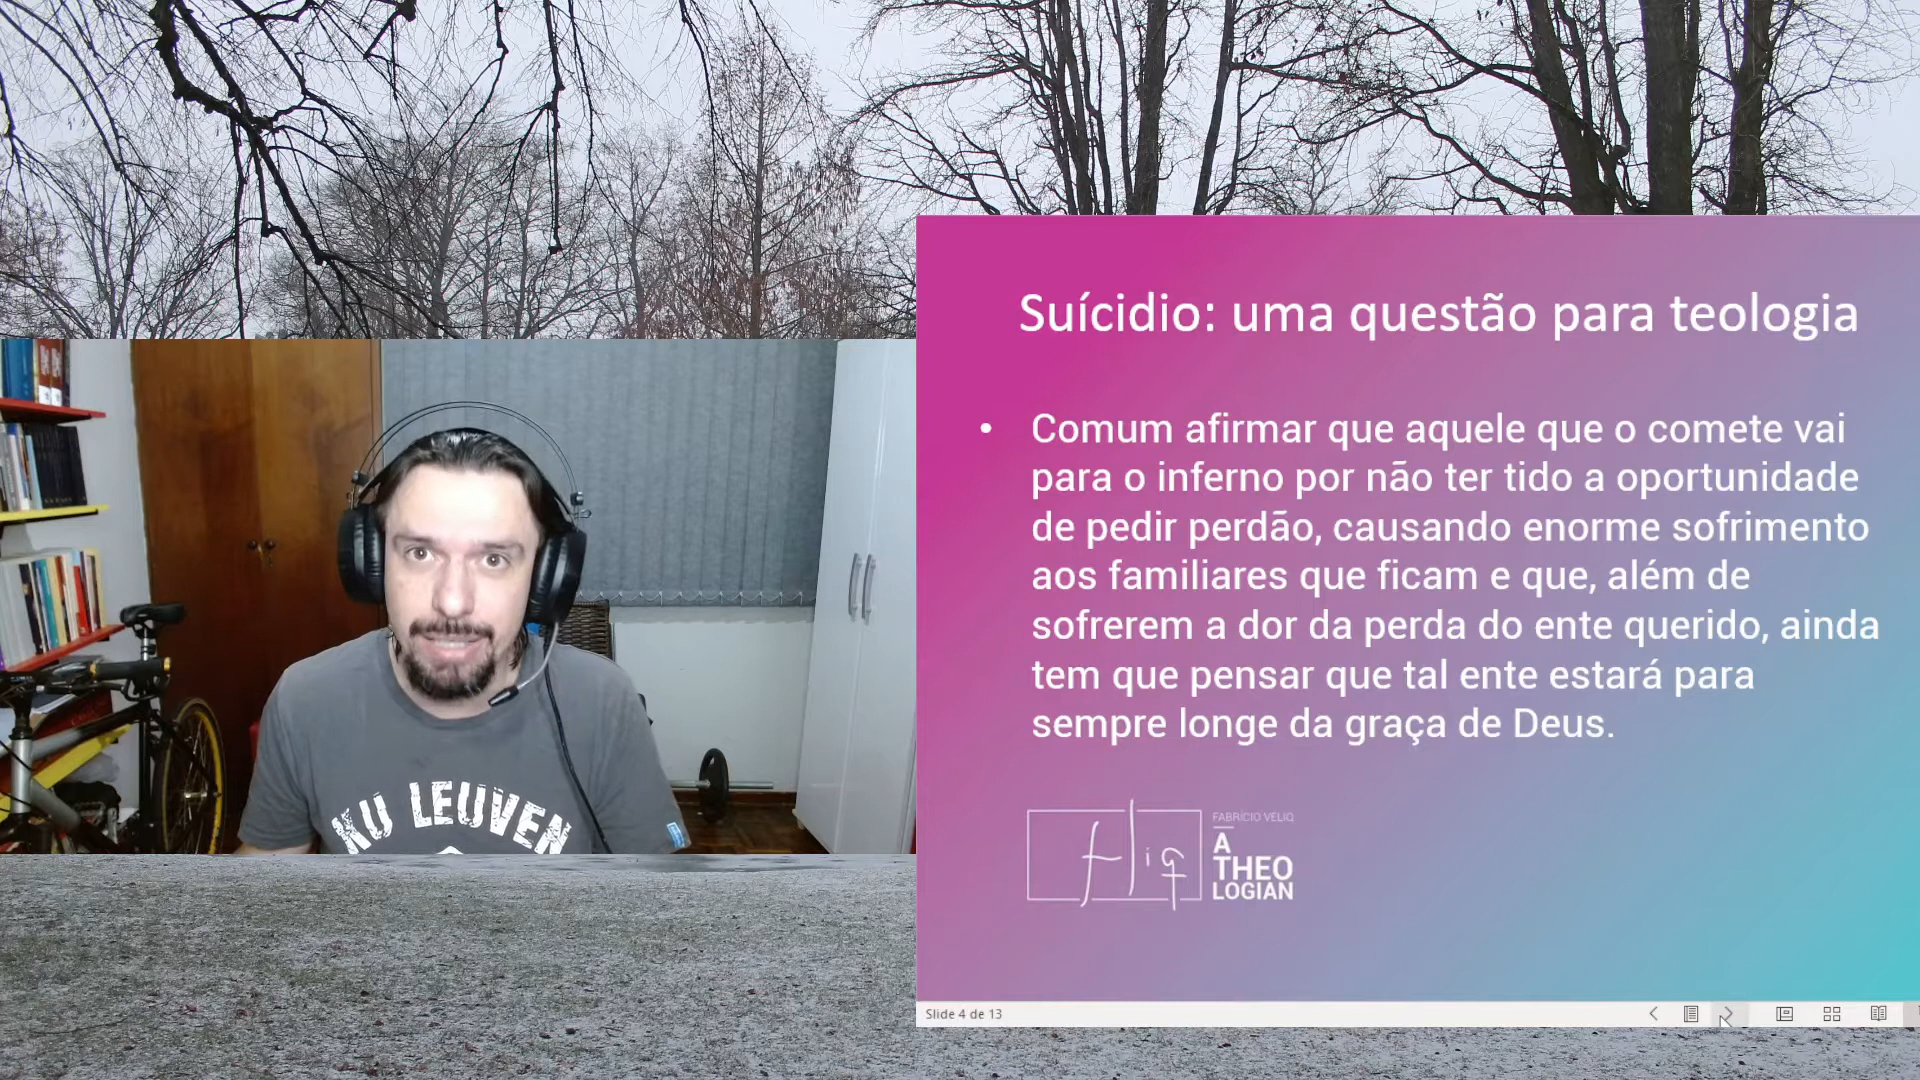 Suícidio: uma questão para teologia
• Comum afirmar que aquele que o comete vai
para o inferno por não ter tido a oportunidade
de pedir perdão, causando enorme sofrimento
aos familiares que ficam e que, além de
sofrerem a dor da perda do ente querido, ainda
tem que pensar que tal ente estará para
sempre longe da graça de Deus.
FABRÍCIO VELIQ
A
THEO
LOGIAN
Slide 4 de 13
KU LEUVEN